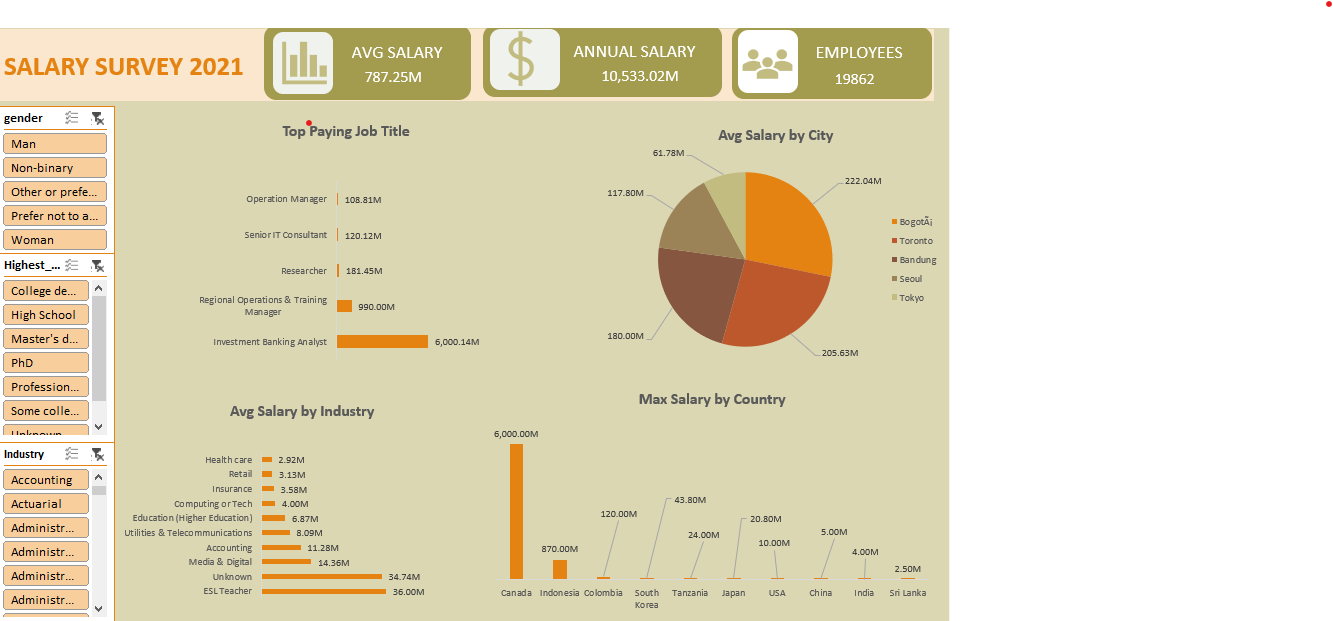 SALARY SURVEY 2021
AVG SALARY
787.25M
ANNUAL SALARY
10,533.02M
EMPLOYEES
19862
gender
Man
Non-binary
Other or prefe...
Prefer not to a...
Woman
Highest_...
College de...
High School
Master's d...
PhD
Profession...
Some colle...
Unknown
Industry
Accounting
Actuarial
Administr...
Administr...
Administr...
Administr...
Top Paying Job Title
Operation Manager
108.81M
Senior IT Consultant
120.12M
Researcher
181.45M
Regional Operations & Training
Manager
990.00M
Investment Banking Analyst
6,000.14M
Avg Salary by City
61.78M
222.04M
117.80M
180.00M
205.63M
BogotÃ¡
Toronto
Bandung
Seoul
Tokyo
Avg Salary by Industry
Health care
2.92M
Retail
3.13M
Insurance
3.58M
Computing or Tech
4.00M
Education (Higher Education)
6.87M
Utilities & Telecommunications
8.09M
Accounting
11.28M
Media & Digital
14.36M
Unknown
34.74M
ESL Teacher
36.00M
Max Salary by Country
6,000.00M
870.00M
120.00M
43.80M
24.00M
20.80M
10.00M
5.00M
4.00M
2.50M
Canada
Indonesia
Colombia
South
Korea
Tanzania
Japan
USA
China
India
Sri Lanka